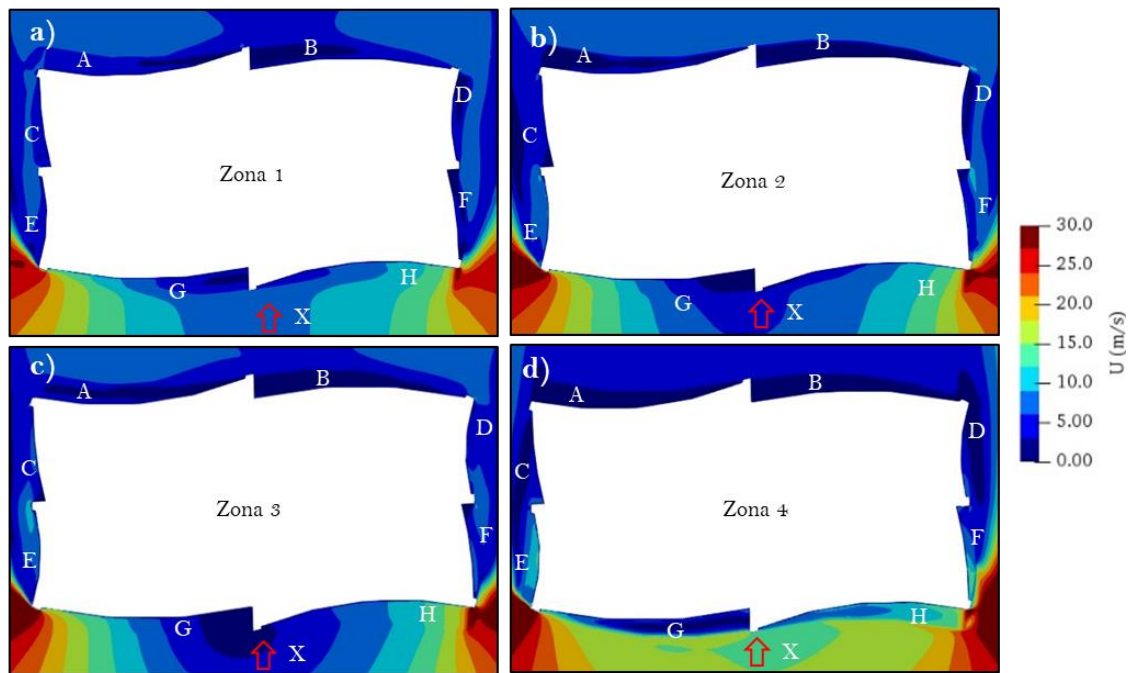 a)
A
B
C
D
Zona 1
E
F
G
H
X
b)
A
B
C
D
Zona 2
E
F
G
H
X
c)
A
B
C
D
Zona 3
E
F
G
H
X
d)
A
B
C
D
Zona 4
E
F
G
H
X
30.0
25.0
20.0
15.0
10.0
5.00
0.00
U (m/s)